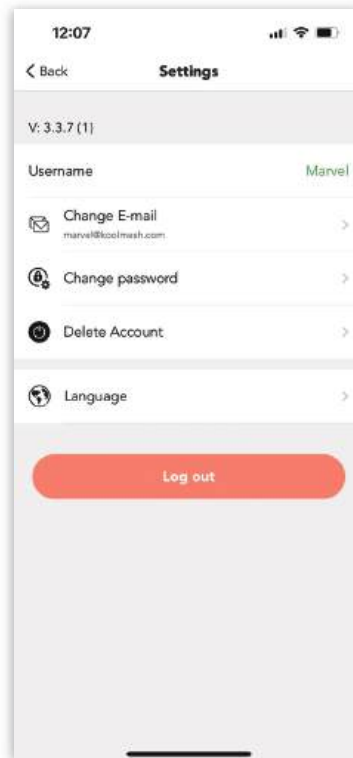 12:07
Back
Settings
V: 3.3.7 (1)
Username
Marvel
Change E-mail
marvel@koolmash.com
Change password
Delete Account
Language
Log out